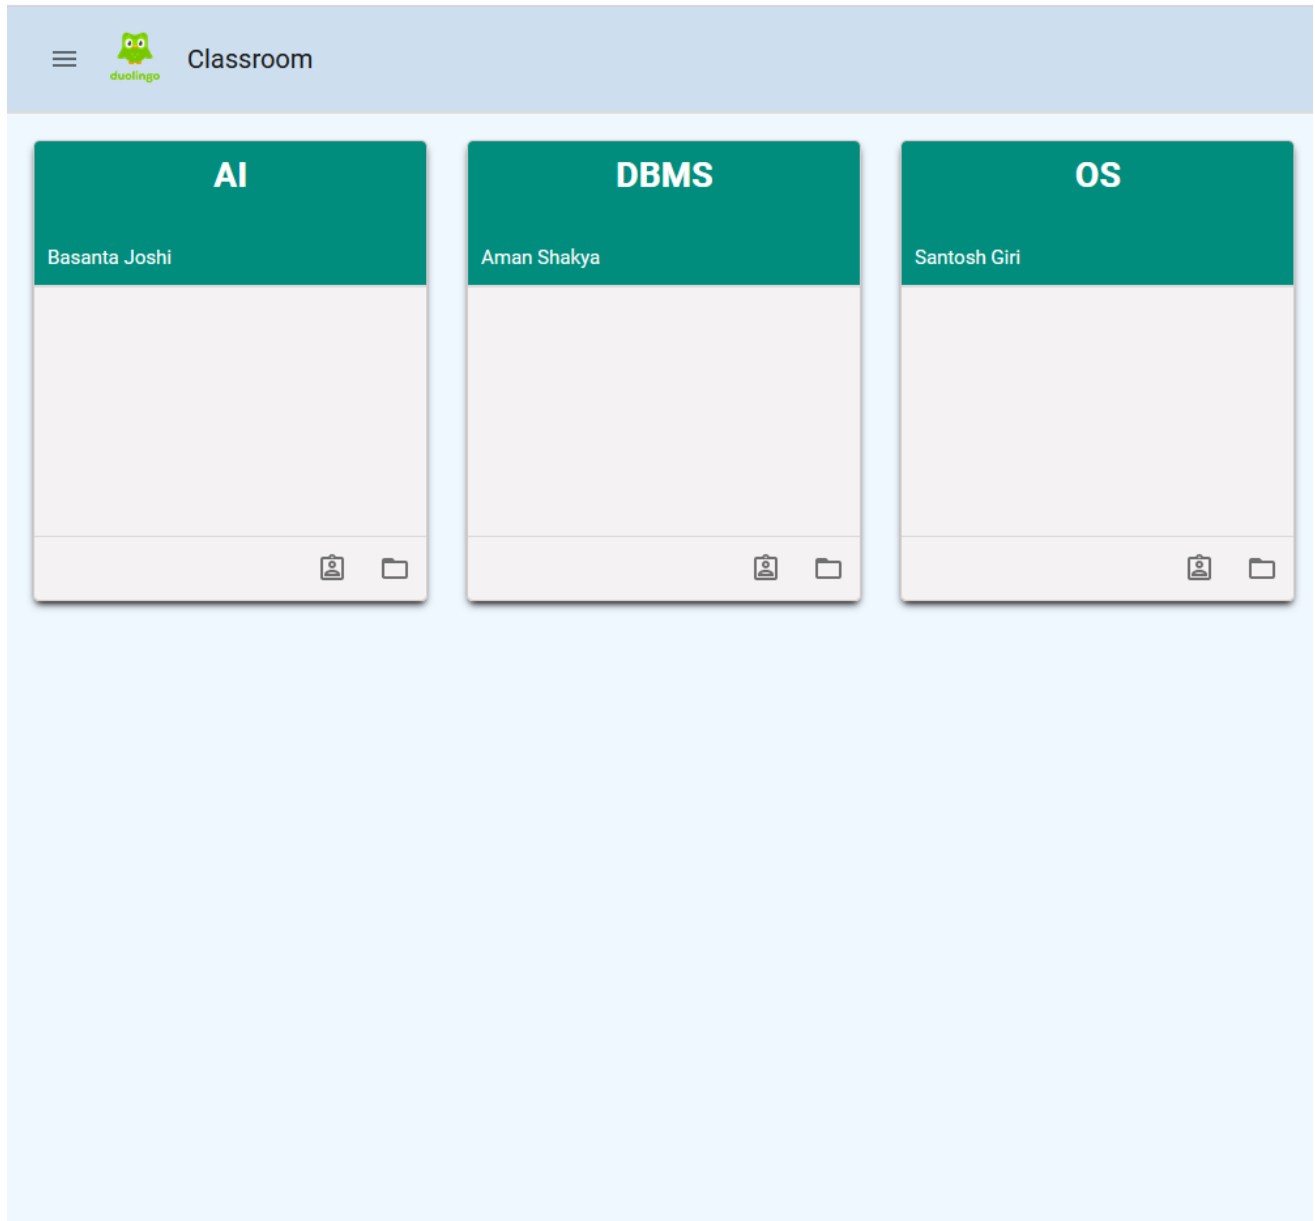 duolingo
Classroom
AI
Basanta Joshi
DBMS
Aman Shakya
OS
Santosh Giri